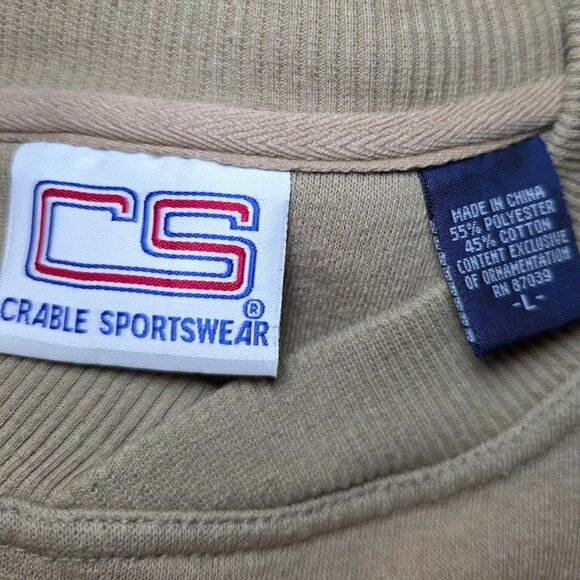 CS
®
CRABLE SPORTSWEAR
MADE IN CHINA
55% POLYESTER
45% COTTON
CONTENT EXCLUSIVE
OF ORNAMENTATION
RN 87039
-L-